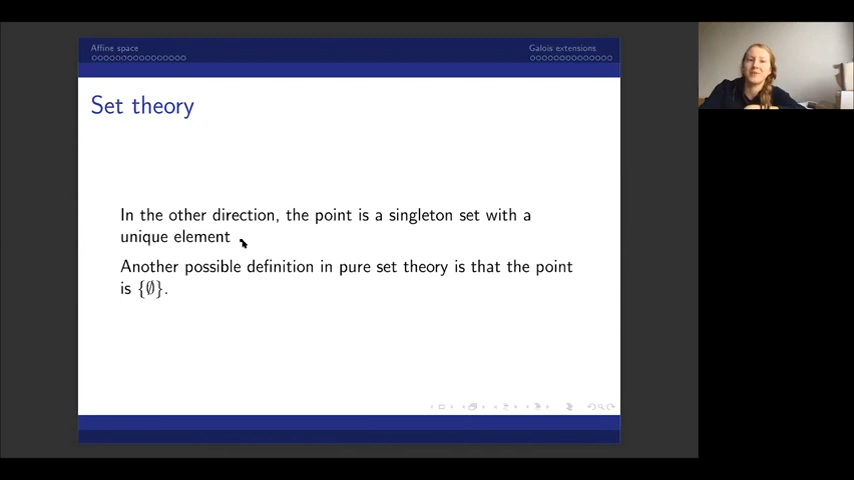 Affine space
Galois extensions
Set theory
In the other direction, the point is a singleton set with a
unique element
Another possible definition in pure set theory is that the point
is {∅}.